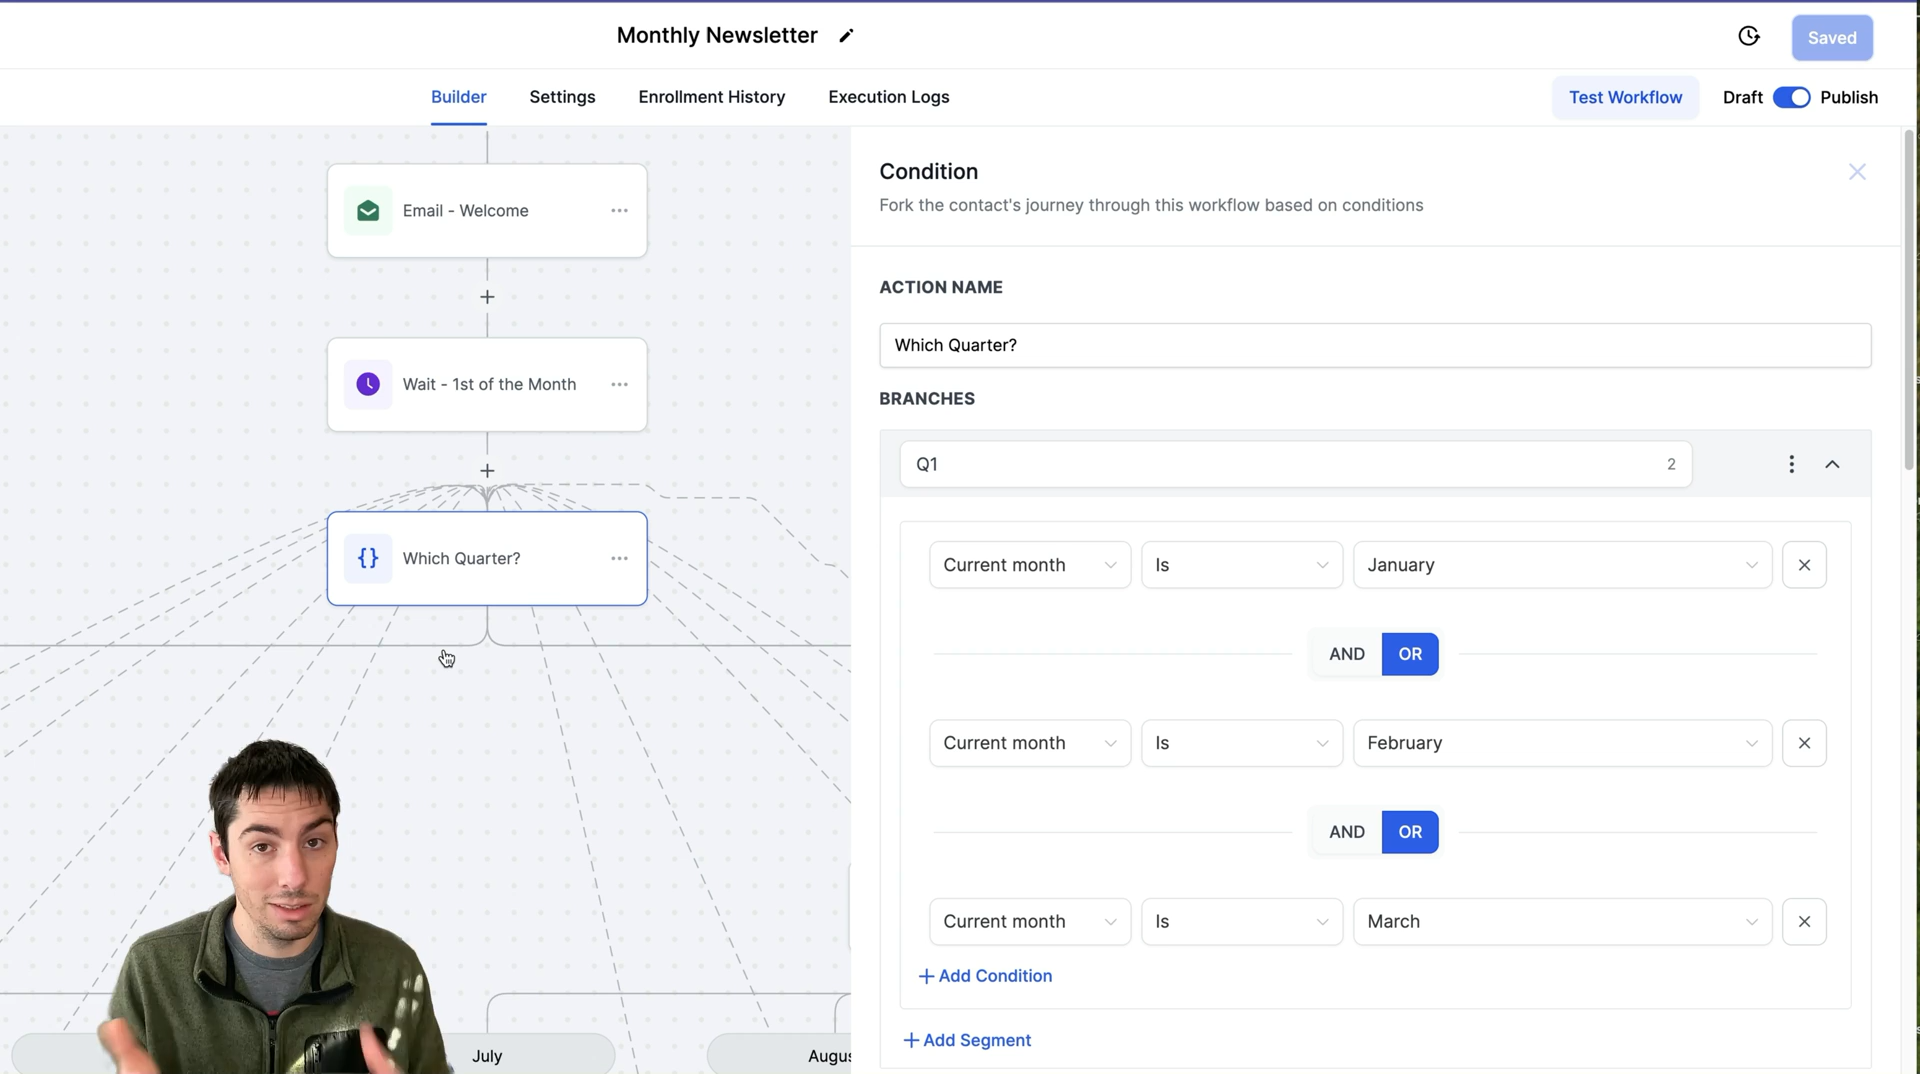 Monthly Newsletter
Saved
Builder
Settings
Enrollment History
Execution Logs
Test Workflow
Draft
Publish
Email - Welcome
Wait - 1st of the Month
Which Quarter?
July
Augus
Condition
Fork the contact's journey through this workflow based on conditions
ACTION NAME
Which Quarter?
BRANCHES
Q1 2
Current month Is January
AND OR
Current month Is February
AND OR
Current month Is March
+ Add Condition
+ Add Segment